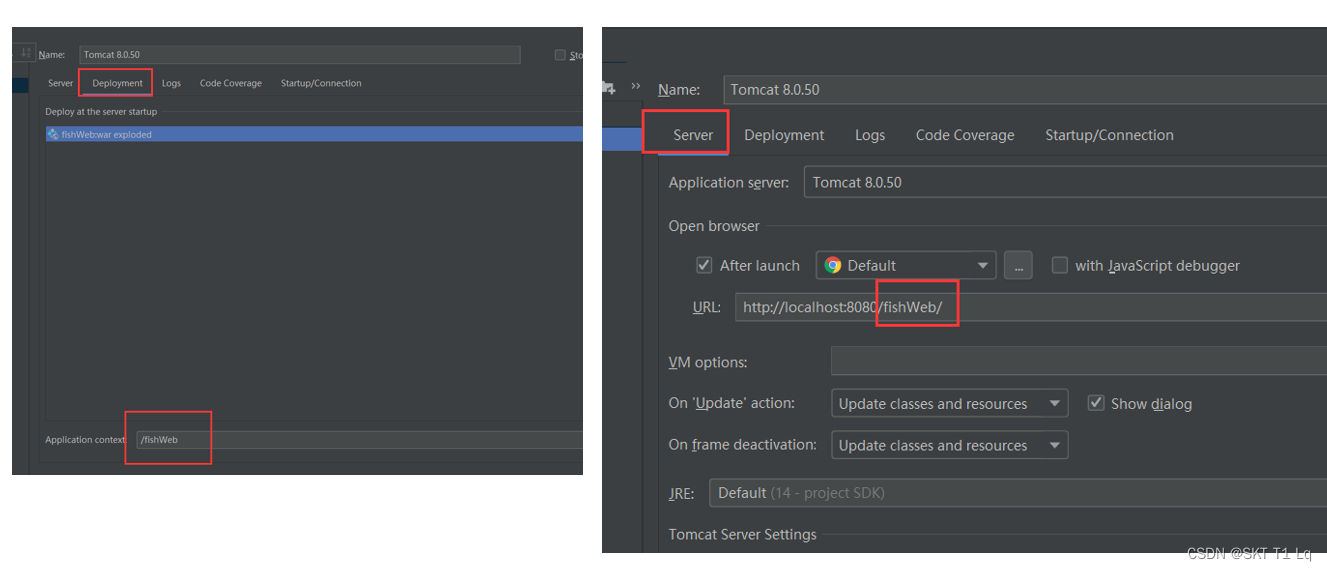 Name: Tomcat 8.0.50
Server Deployment Logs Code Coverage Startup/Connection
Deploy at the server startup
fishWeb:war exploded
Application context: /fishWeb
Name: Tomcat 8.0.50
Server Deployment Logs Code Coverage Startup/Connection
Application server: Tomcat 8.0.50
Open browser
After launch Default ... with JavaScript debugger
URL: http://localhost:8080/fishWeb/
VM options:
On 'Update' action: Update classes and resources Show dialog
On frame deactivation: Update classes and resources
JRE: Default (14 - project SDK)
Tomcat Server Settings
CSDN @SKT T1 Lq